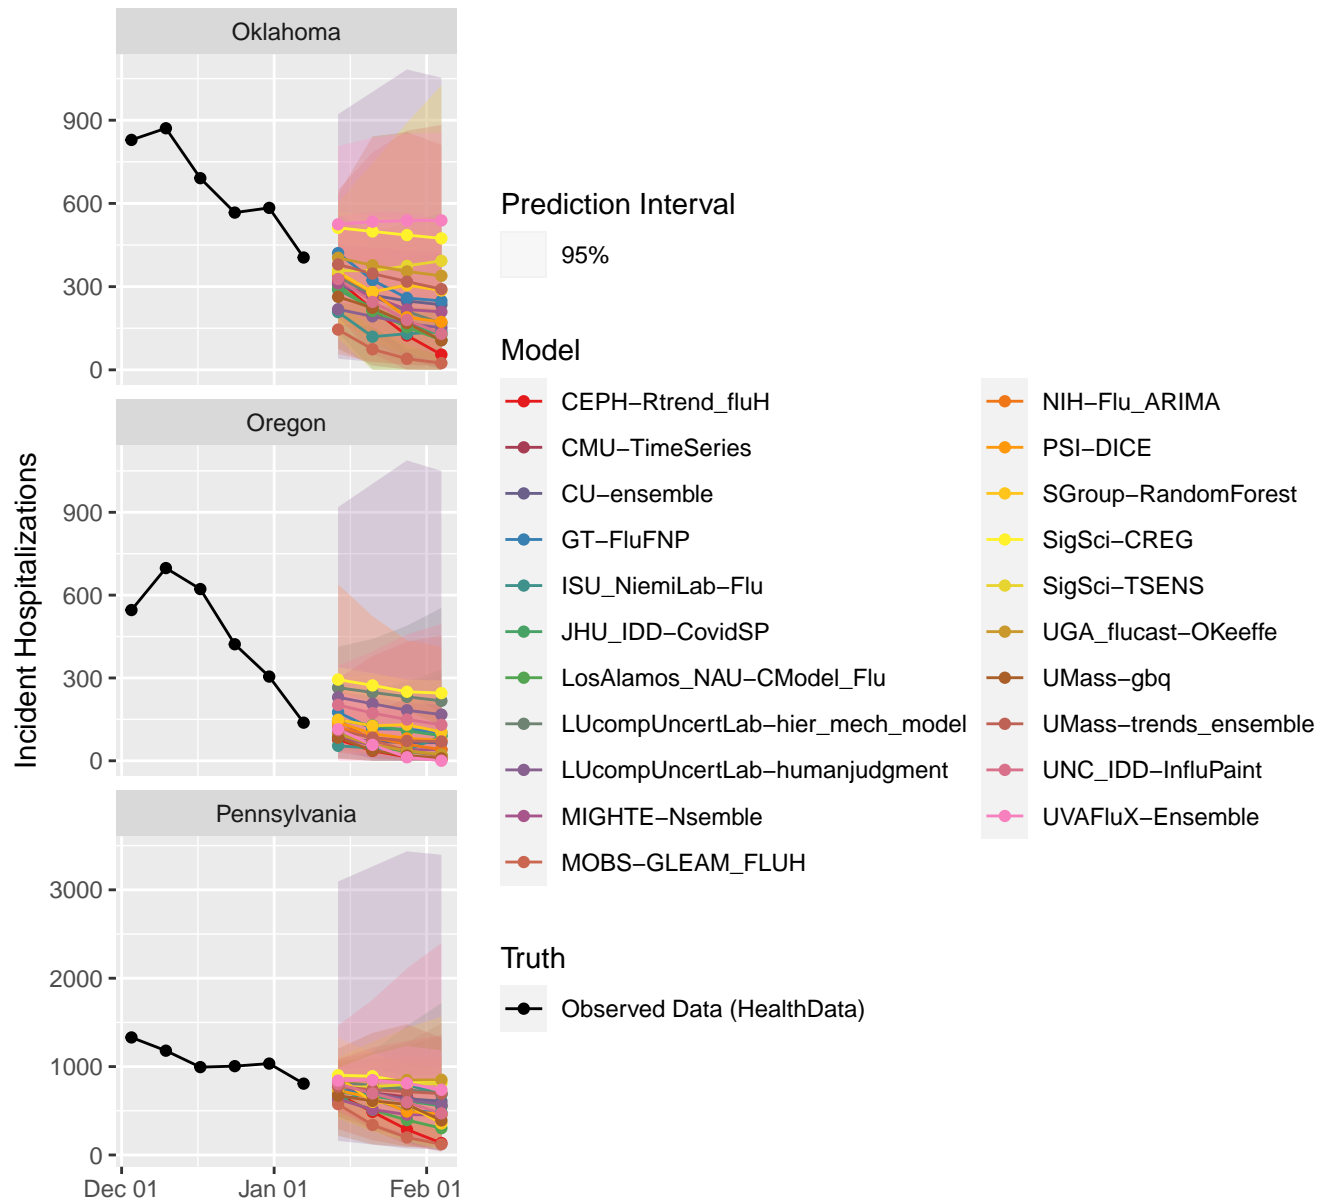 Oklahoma
900
600
300
0
Oregon
900
600
300
0
Pennsylvania
3000
2000
1000
0
Dec 01
Jan 01
Feb 01
Incident Hospitalizations
Prediction Interval
95%
Model
CEPH−Rtrend_fluH
CMU−TimeSeries
CU−ensemble
GT−FluFNP
ISU_NiemiLab−Flu
JHU_IDD−CovidSP
LosAlamos_NAU−CModel_Flu
LUcompUncertLab−hier_mech_model
LUcompUncertLab−humanjudgment
MIGHTE−Nsemble
MOBS−GLEAM_FLUH
NIH−Flu_ARIMA
PSI−DICE
SGroup−RandomForest
SigSci−CREG
SigSci−TSENS
UGA_flucast−OKeeffe
UMass−gbq
UMass−trends_ensemble
UNC_IDD−InfluPaint
UVAFluX−Ensemble
Truth
Observed Data (HealthData)